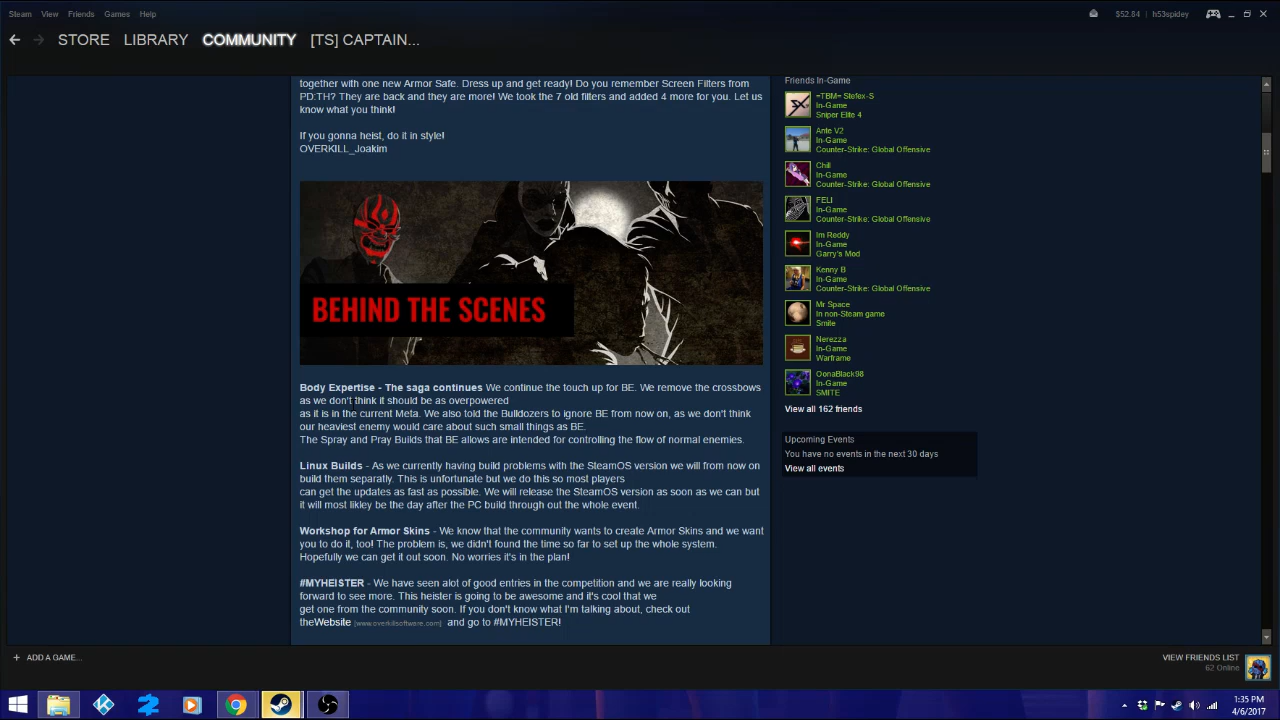 Steam View Friends Games Help
$52.84 | h53spidey
STORE LIBRARY COMMUNITY [TS] CAPTAIN...
together with one new Armor Safe. Dress up and get ready! Do you remember Screen Filters from
PD:TH? They are back and they are more! We took the 7 old filters and added 4 more for you. Let us
know what you think!
If you gonna heist, do it in style!
OVERKILL_Joakim
BEHIND THE SCENES
Body Expertise - The saga continues We continue the touch up for BE. We remove the crossbows
as we don't think it should be as overpowered
as it is in the current Meta. We also told the Bulldozers to ignore BE from now on, as we don't think
our heaviest enemy would care about such small things as BE.
The Spray and Pray Builds that BE allows are intended for controlling the flow of normal enemies.
Linux Builds - As we currently having build problems with the SteamOS version we will from now on
build them separatly. This is unfortunate but we do this so most players
can get the updates as fast as possible. We will release the SteamOS version as soon as we can but
it will most likley be the day after the PC build through out the whole event.
Workshop for Armor Skins - We know that the community wants to create Armor Skins and we want
you to do it, too! The problem is, we didn't found the time so far to set up the whole system.
Hopefully we can get it out soon. No worries it's in the plan!
#MYHEISTER - We have seen alot of good entries in the competition and we are really looking
forward to see more. This heister is going to be awesome and it's cool that we
get one from the community soon. If you don't know what I'm talking about, check out
theWebsite [www.overkillsoftware.com] and go to #MYHEISTER!
Friends In-Game
=TBM= Stefex-S
In-Game
Sniper Elite 4
Ante V2
In-Game
Counter-Strike: Global Offensive
Chill
In-Game
Counter-Strike: Global Offensive
FELI
In-Game
Counter-Strike: Global Offensive
Im Reddy
In-Game
Garry's Mod
Kenny B
In-Game
Counter-Strike: Global Offensive
Mr Space
In non-Steam game
Smite
Nerezza
In-Game
Warframe
OonaBlack98
In-Game
SMITE
View all 162 friends
Upcoming Events
You have no events in the next 30 days
View all events
+ ADD A GAME...
VIEW FRIENDS LIST
62 Online
1:35 PM
4/6/2017